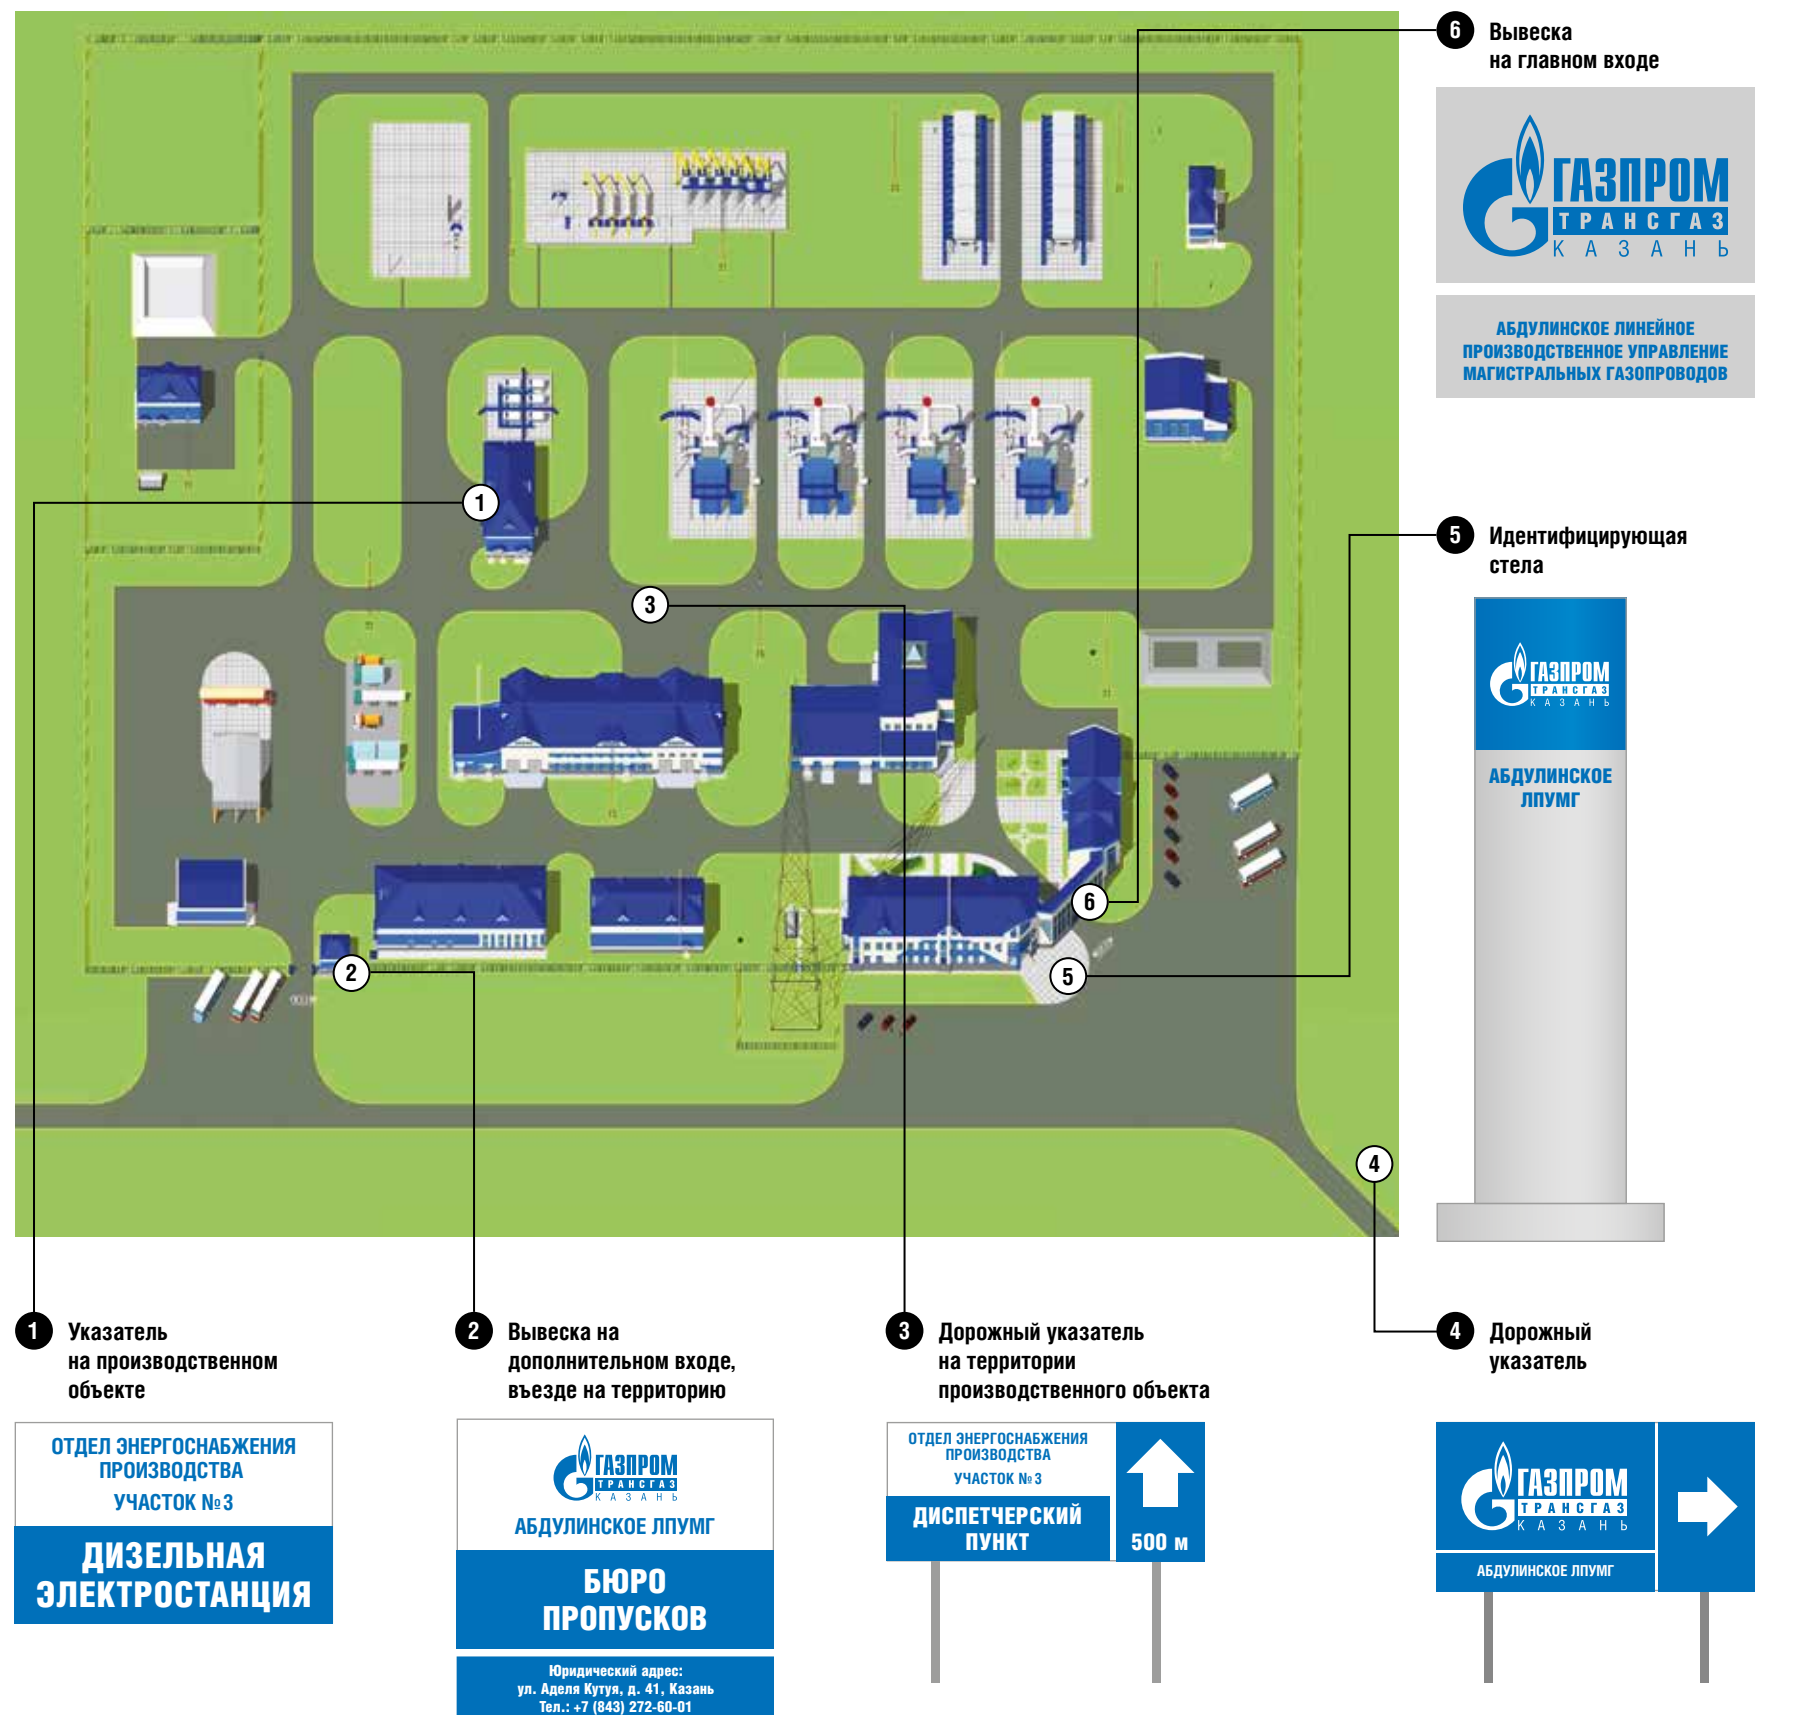 6
Вывеска
на главном входе
ГАЗПРОМ
ТРАНСГАЗ
КАЗАНЬ
АБДУЛИНСКОЕ ЛИНЕЙНОЕ
ПРОИЗВОДСТВЕННОЕ УПРАВЛЕНИЕ
МАГИСТРАЛЬНЫХ ГАЗОПРОВОДОВ
5
Идентифицирующая
стела
ГАЗПРОМ
ТРАНСГАЗ
КАЗАНЬ
АБДУЛИНСКОЕ
ЛПУМГ
1
3
6
2
5
4
1
Указатель
на производственном
объекте
ОТДЕЛ ЭНЕРГОСНАБЖЕНИЯ
ПРОИЗВОДСТВА
УЧАСТОК №3
ДИЗЕЛЬНАЯ
ЭЛЕКТРОСТАНЦИЯ
2
Вывеска на
дополнительном входе,
въезде на территорию
ГАЗПРОМ
ТРАНСГАЗ
КАЗАНЬ
АБДУЛИНСКОЕ ЛПУМГ
БЮРО
ПРОПУСКОВ
Юридический адрес:
ул. Аделя Кутуя, д. 41, Казань
Тел.: +7 (843) 272-60-01
3
Дорожный указатель
на территории
производственного объекта
ОТДЕЛ ЭНЕРГОСНАБЖЕНИЯ
ПРОИЗВОДСТВА
УЧАСТОК №3
ДИСПЕТЧЕРСКИЙ
ПУНКТ
500 м
4
Дорожный
указатель
ГАЗПРОМ
ТРАНСГАЗ
КАЗАНЬ
АБДУЛИНСКОЕ ЛПУМГ